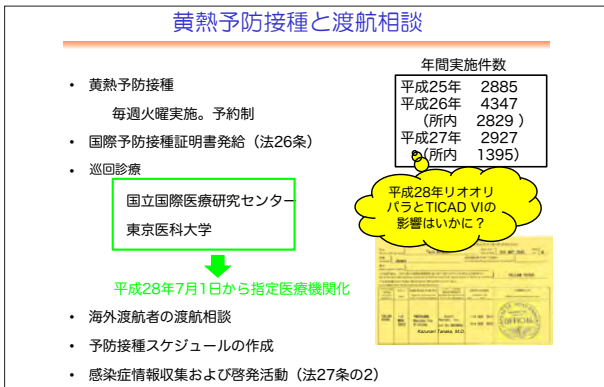 黄熱予防接種と渡航相談
• 黄熱予防接種
毎週火曜実施。予約制
• 国際予防接種証明書発給（法26条）
• 巡回診療
国立国際医療研究センター
東京医科大学
平成28年7月1日から指定医療機関化
• 海外渡航者の渡航相談
• 予防接種スケジュールの作成
• 感染症情報収集および啓発活動（法27条の2）
年間実施件数
平成25年 2885
平成26年 4347
（所内 2829 ）
平成27年 2927
（所内 1395）
平成28年リオオリ
パラとTICAD VIの
影響はいかに？
YELLOW FEVER
Kazunari Tanaka, M.D.
OFFICIAL